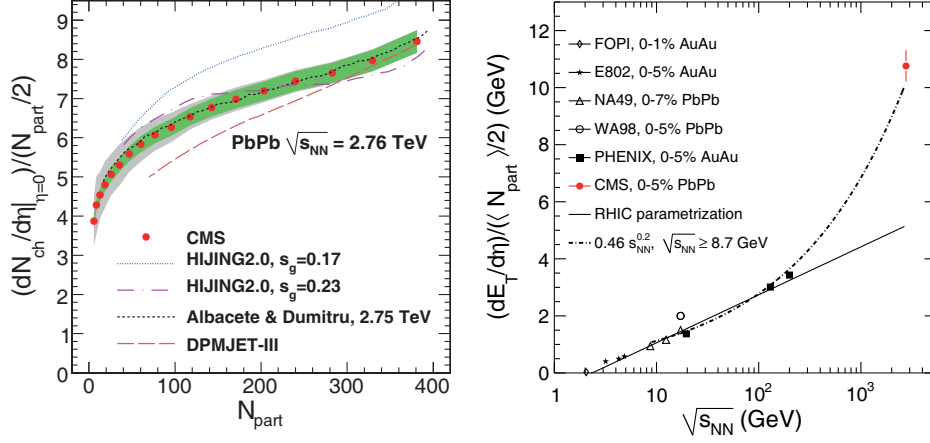 (dN_ch/dη|_η=0)/(N_part/2)
9
8
7
6
5
4
3
2
1
0
PbPb √s_NN = 2.76 TeV
CMS
HIJING2.0, s_g=0.17
HIJING2.0, s_g=0.23
Albacete & Dumitru, 2.75 TeV
DPMJET-III
0 100 200 300 400
N_part
(dE_T/dη)/(⟨ N_part ⟩/2) (GeV)
12
10
8
6
4
2
0
FOPI, 0-1% AuAu
E802, 0-5% AuAu
NA49, 0-7% PbPb
WA98, 0-5% PbPb
PHENIX, 0-5% AuAu
CMS, 0-5% PbPb
RHIC parametrization
0.46 s_NN^0.2, √s_NN ≥ 8.7 GeV
1 10 10^2 10^3
√s_NN (GeV)